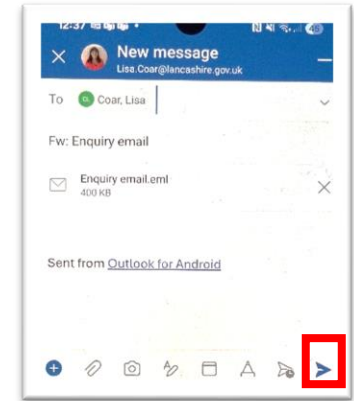 12:37
New message
Lisa.Coar@lancashire.gov.uk
To CL Coar, Lisa
Fw: Enquiry email
Enquiry email.eml
400 KB
Sent from Outlook for Android